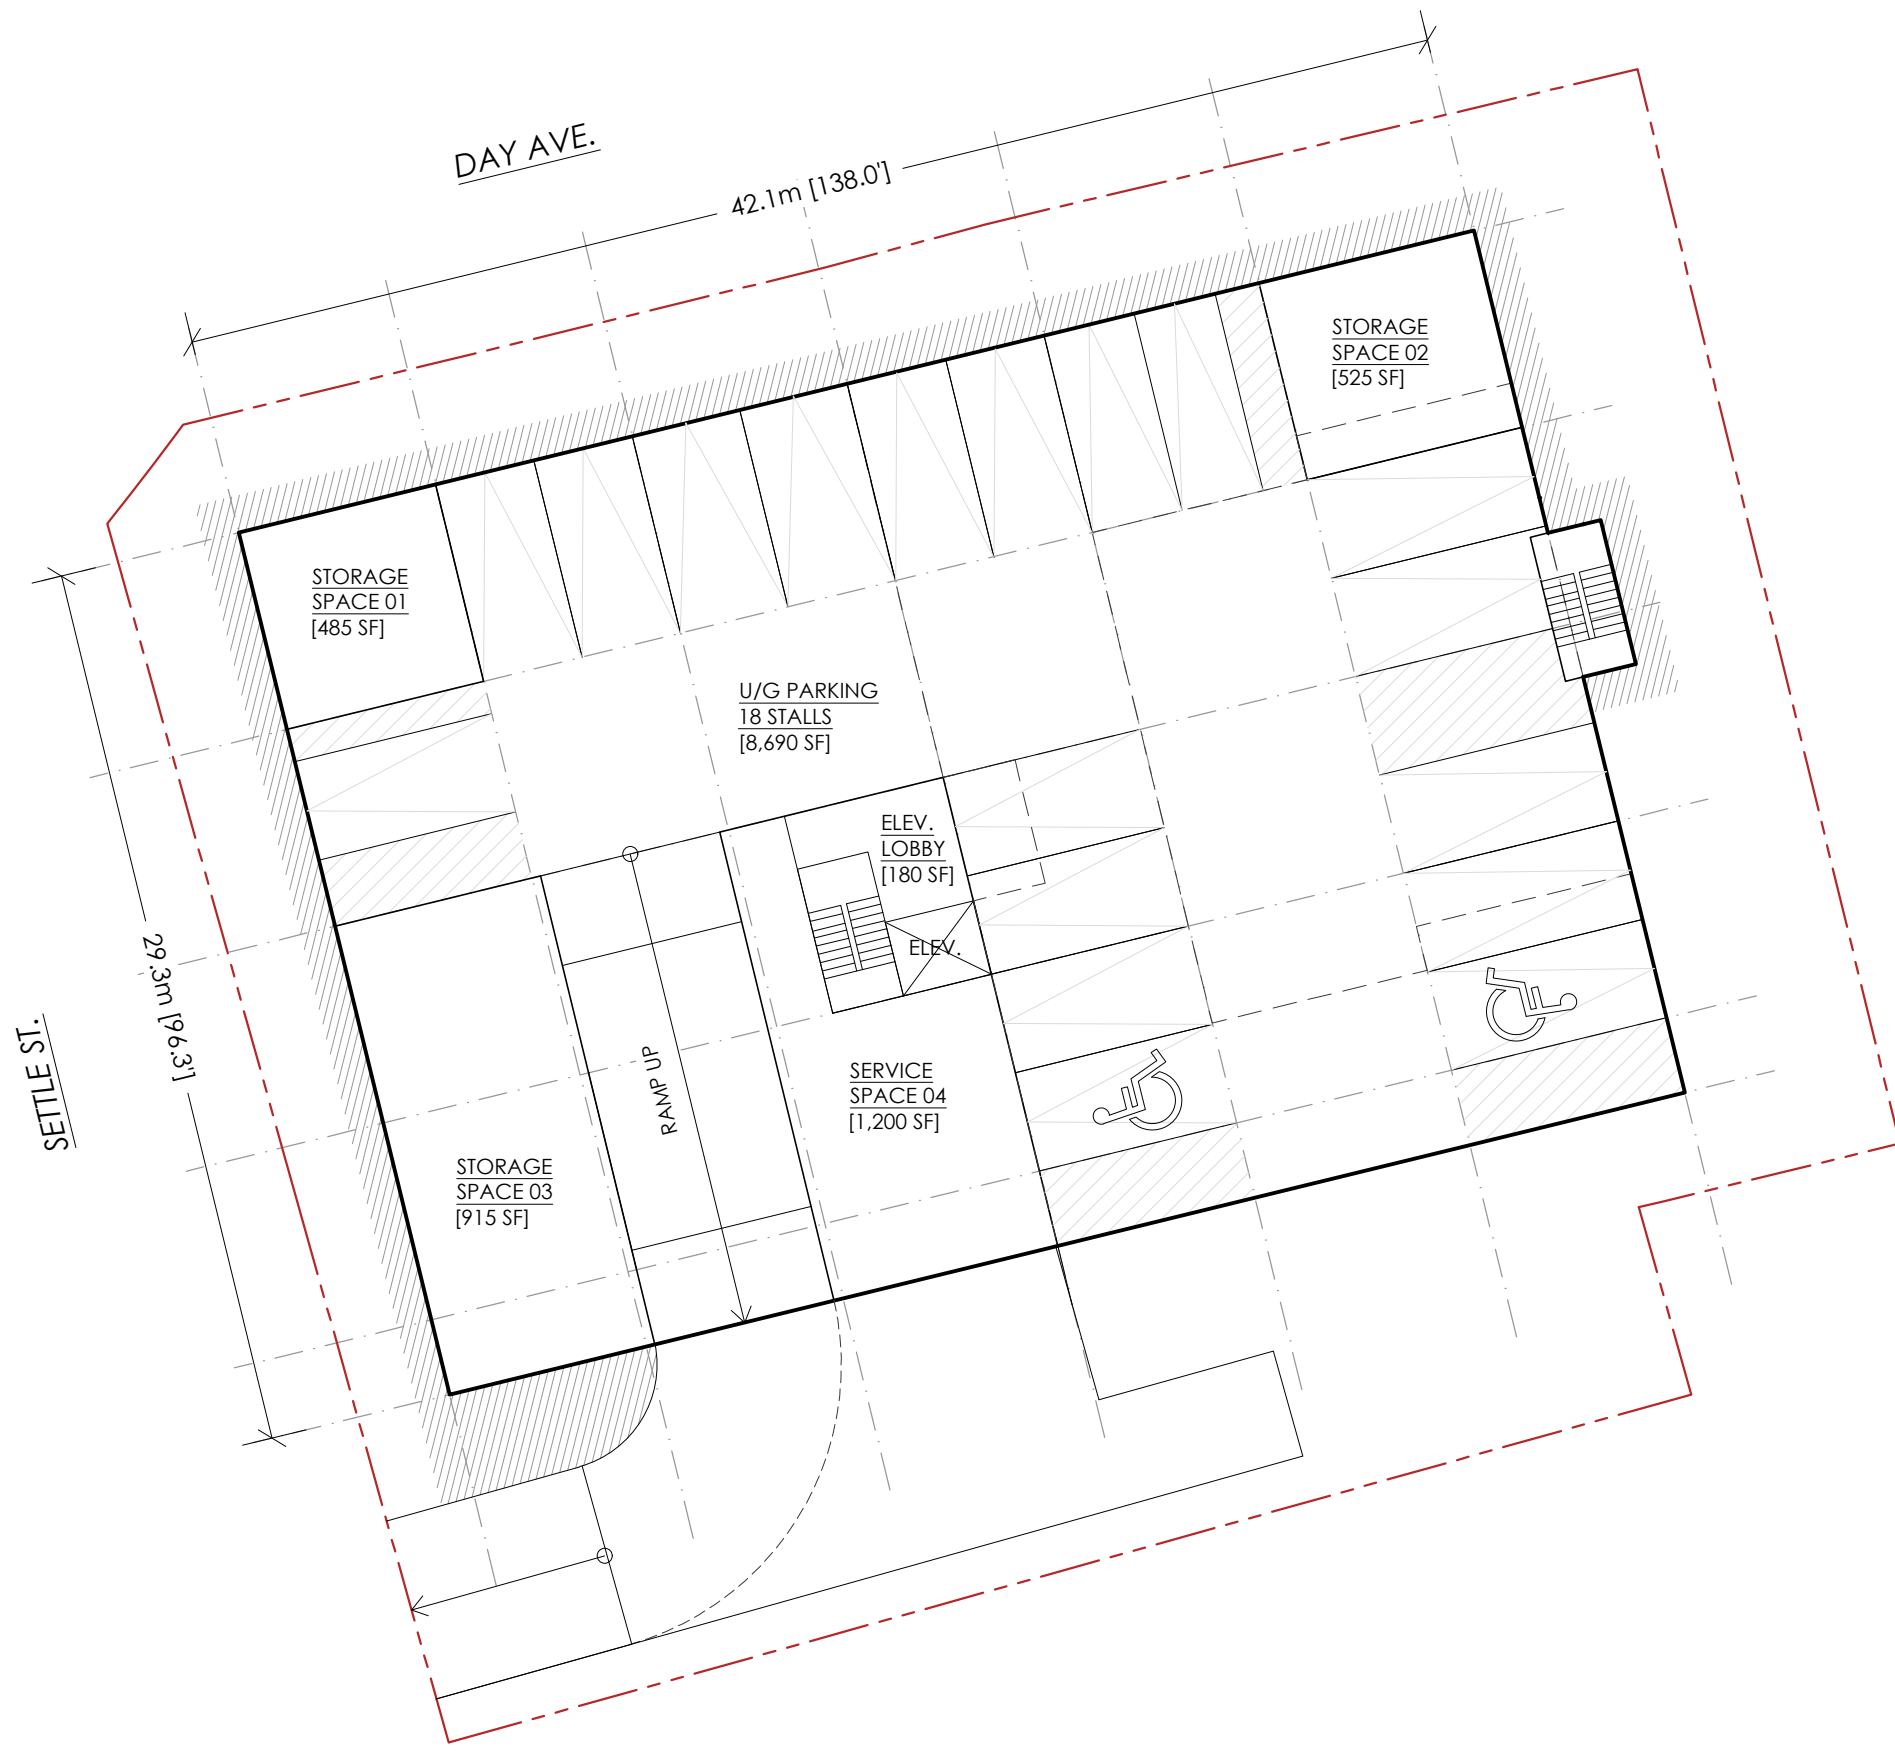 DAY AVE.
42.1m [138.0']
STORAGE
SPACE 02
[525 SF]
STORAGE
SPACE 01
[485 SF]
U/G PARKING
18 STALLS
[8,690 SF]
ELEV.
LOBBY
[180 SF]
ELEV.
29.3m [96.3']
SETTLE ST.
RAMP UP
SERVICE
SPACE 04
[1,200 SF]
STORAGE
SPACE 03
[915 SF]